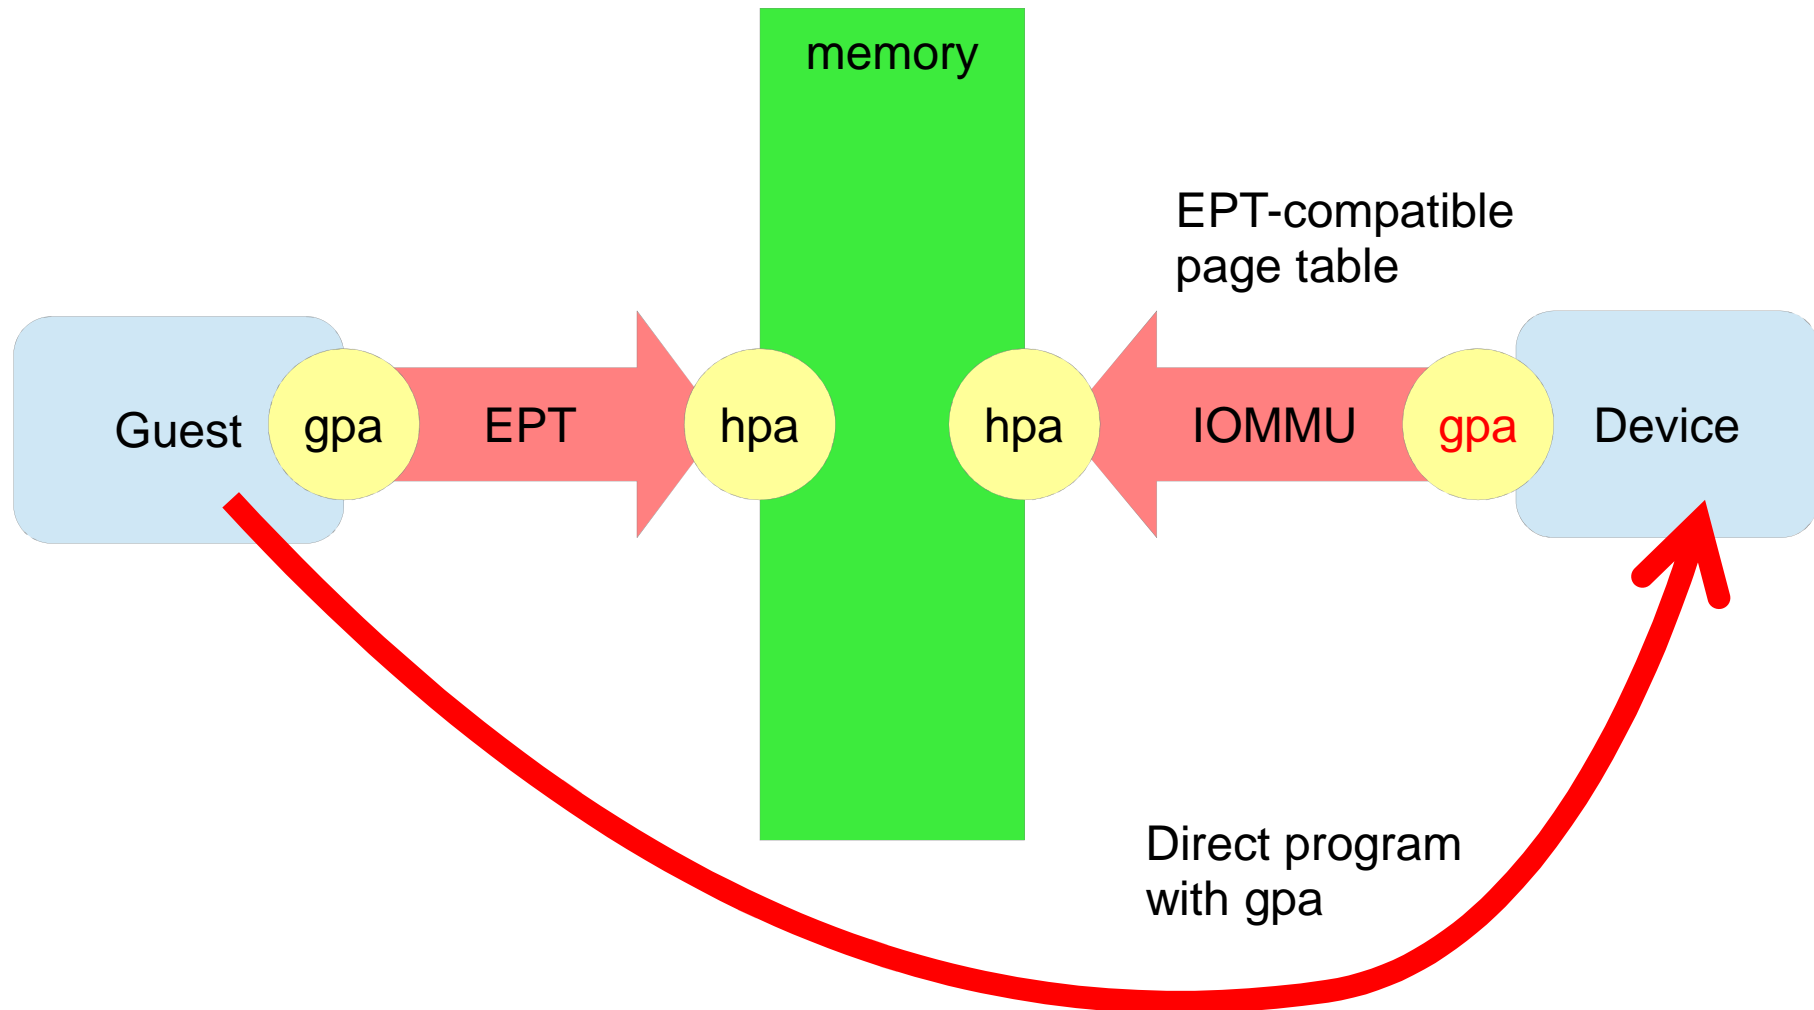 memory
EPT-compatible
page table
Guest
gpa
EPT
hpa
hpa
IOMMU
gpa
Device
Direct program
with gpa